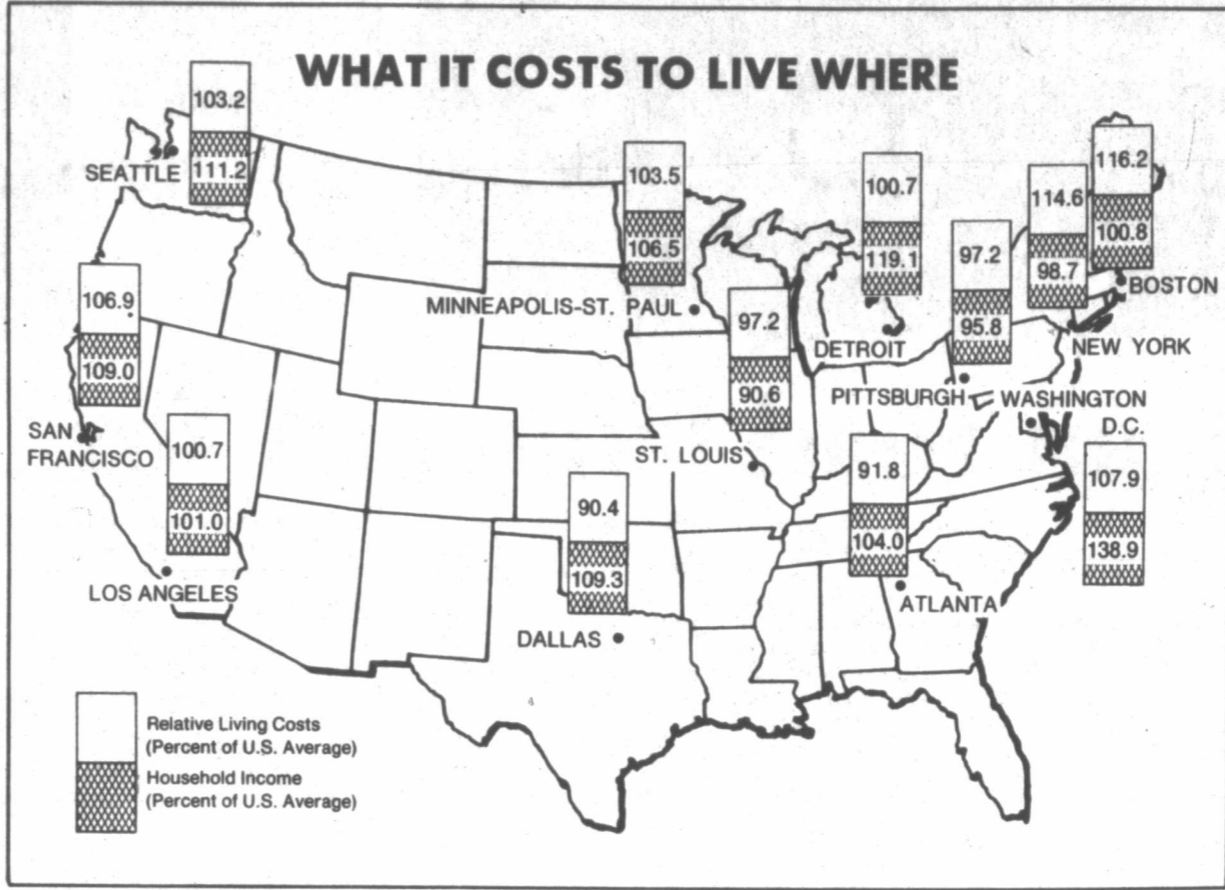 WHAT IT COSTS TO LIVE WHERE
103.2
111.2
SEATTLE
103.5
106.5
MINNEAPOLIS-ST. PAUL
100.7
119.1
DETROIT
116.2
100.8
BOSTON
114.6
98.7
NEW YORK
97.2
95.8
PITTSBURGH
WASHINGTON
D.C.
107.9
138.9
106.9
109.0
SAN
FRANCISCO
97.2
90.6
ST. LOUIS
100.7
101.0
LOS ANGELES
90.4
109.3
DALLAS
91.8
104.0
ATLANTA
Relative Living Costs
(Percent of U.S. Average)
Household Income
(Percent of U.S. Average)